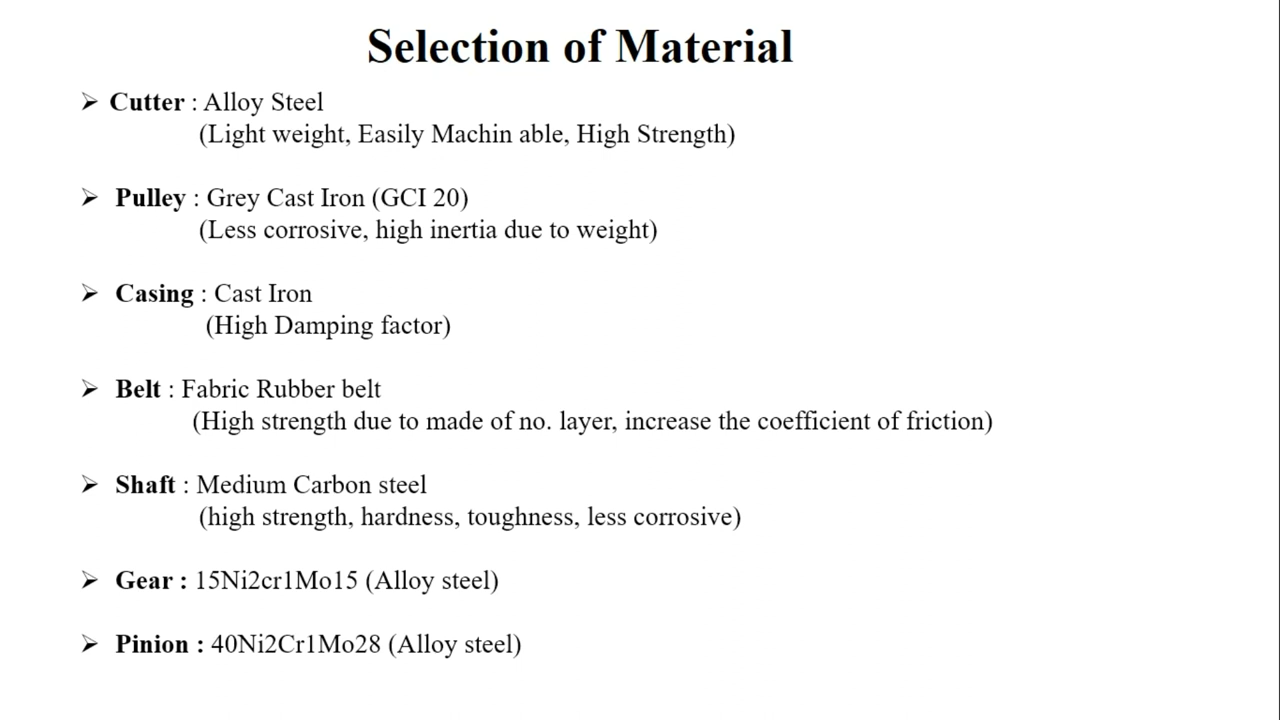 Selection of Material
➢ Cutter : Alloy Steel
(Light weight, Easily Machin able, High Strength)
➢ Pulley : Grey Cast Iron (GCI 20)
(Less corrosive, high inertia due to weight)
➢ Casing : Cast Iron
(High Damping factor)
➢ Belt : Fabric Rubber belt
(High strength due to made of no. layer, increase the coefficient of friction)
➢ Shaft : Medium Carbon steel
(high strength, hardness, toughness, less corrosive)
➢ Gear : 15Ni2cr1Mo15 (Alloy steel)
➢ Pinion : 40Ni2Cr1Mo28 (Alloy steel)